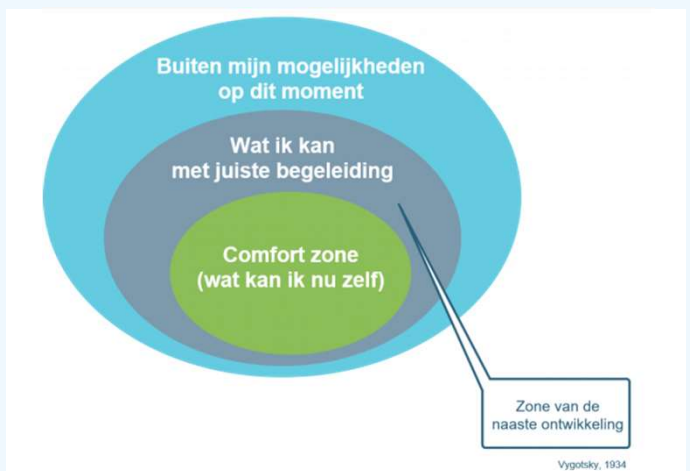 Buiten mijn mogelijkheden
op dit moment
Wat ik kan
met juiste begeleiding
Comfort zone
(wat kan ik nu zelf)
Zone van de
naaste ontwikkeling
Vygotsky, 1934